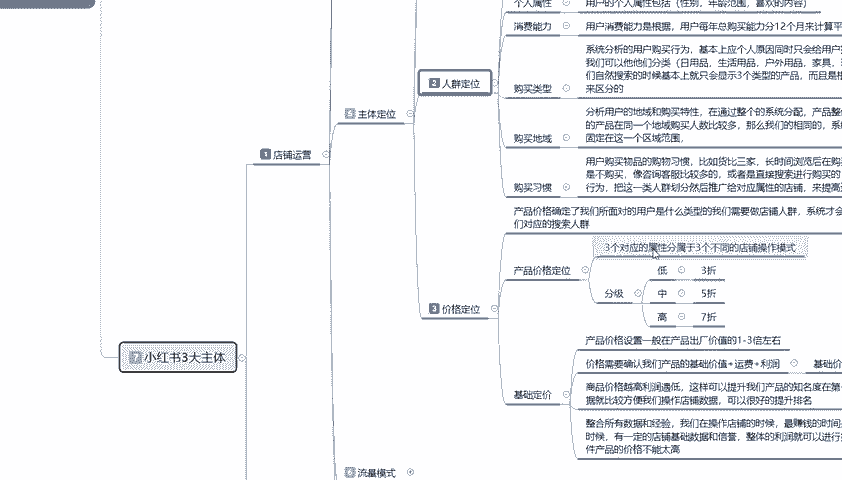 个人属性
用户的个人属性包括（性别，年龄范围，喜欢的内容）
消费能力
用户消费能力是根据，用户每年总购买能力分12个月来计算平
人群定位
系统分析的用户购买行为，基本上应个人原因同时只会给用户
我们可以他他们分类（日用品，生活用品，户外用品，家具，
们自然搜索的时候基本上就只会显示3个类型的产品，而且是
来区分的
购买类型
主体定位
分析用户的地域和购买特性，在通过整个的系统分配，产品整
的产品在同一个地域购买人数比较多，那么我们的相同的，系
固定在这一个区域范围，
购买地域
1 店铺运营
用户购买物品的购物习惯，比如货比三家，长时间浏览后在购
是不购买，像咨询客服比较多的，或者是直接搜索进行购买的
行为，把这一类人群划分然后推广给对应属性的店铺，来提高
购买习惯
产品价格确定了我们所面对的用户是什么类型的我们需要做店铺人群，系统才会
们对应的搜索人群
3个对应的属性分属于3个不同的店铺操作模式
产品价格定位
低 3折
分级
中 5折
价格定位
高 7折
产品价格设置一般在产品出厂价值的1-3倍左右
小红书3大主体
价格需要确认我们产品的基础价值+运费+利润
基础价
商品价格越高利润遇低，这样可以提升我们产品的知名度在第
据就比较方便我们操作店铺数据，可以很好的提升排名
基础定价
整合所有数据和经验，我们在操作店铺的时候，最赚钱的时间
时候，有一定的店铺基础数据和信誉，整体的利润就可以进行
件产品的价格不能太高
流量模式